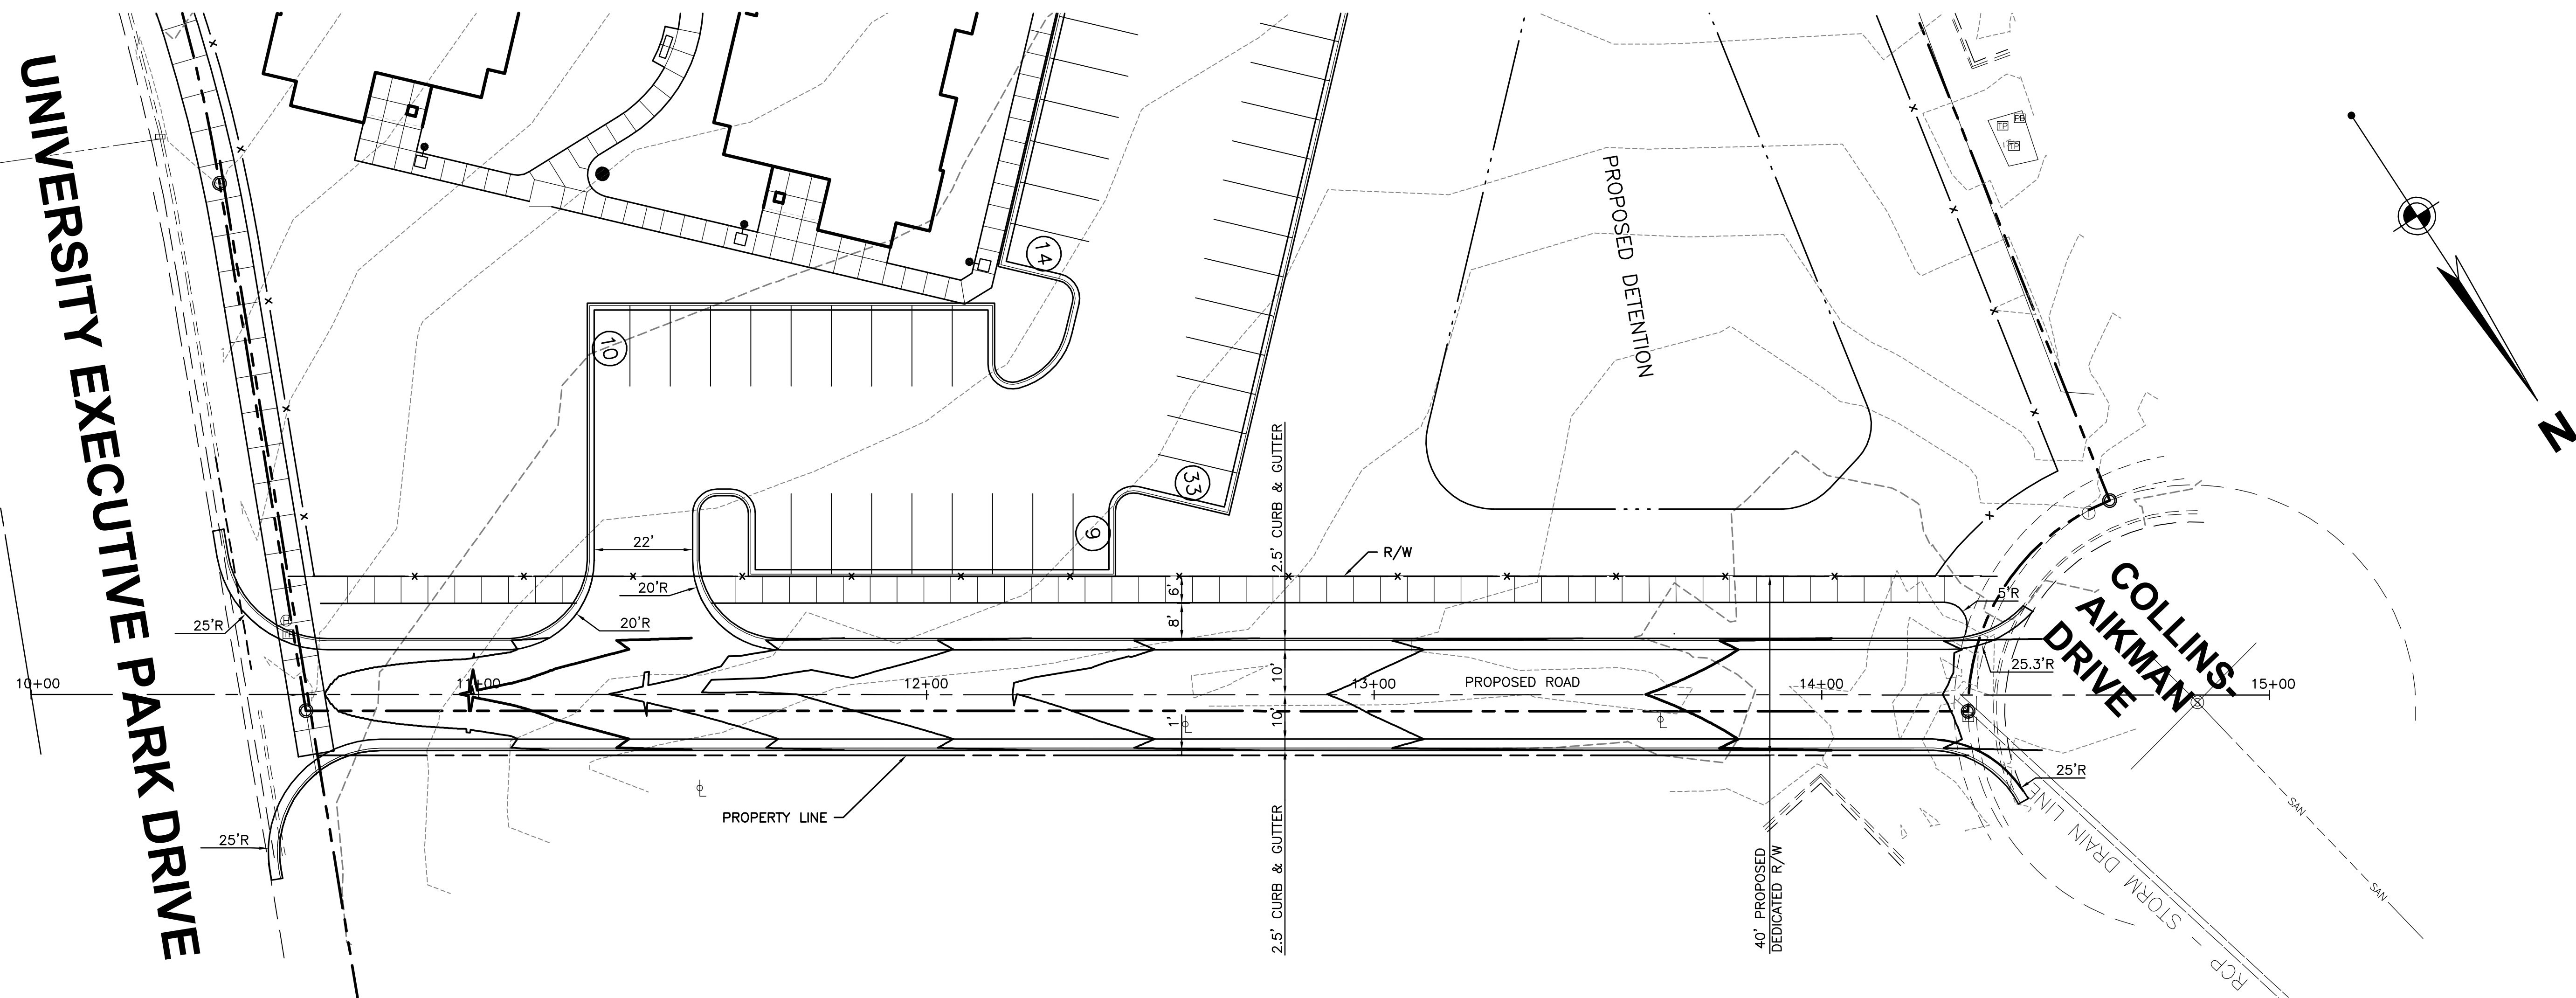 UNIVERSITY EXECUTIVE PARK DRIVE
TP
PB
TP
N
14
10
33
9
PROPOSED DETENTION
2.5' CURB & GUTTER
22'
R/W
20'R
20'R
6'
8'
25'R
5'R
COLLINS-
AIKMAN
DRIVE
25.3'R
10+00
11+00
12+00
13+00
PROPOSED ROAD
14+00
15+00
10'
10'
1'
S
25'R
PROPERTY LINE
25'R
2.5' CURB & GUTTER
40' PROPOSED
DEDICATED R/W
RCP - STORM DRAIN LINE
SAN
SAN